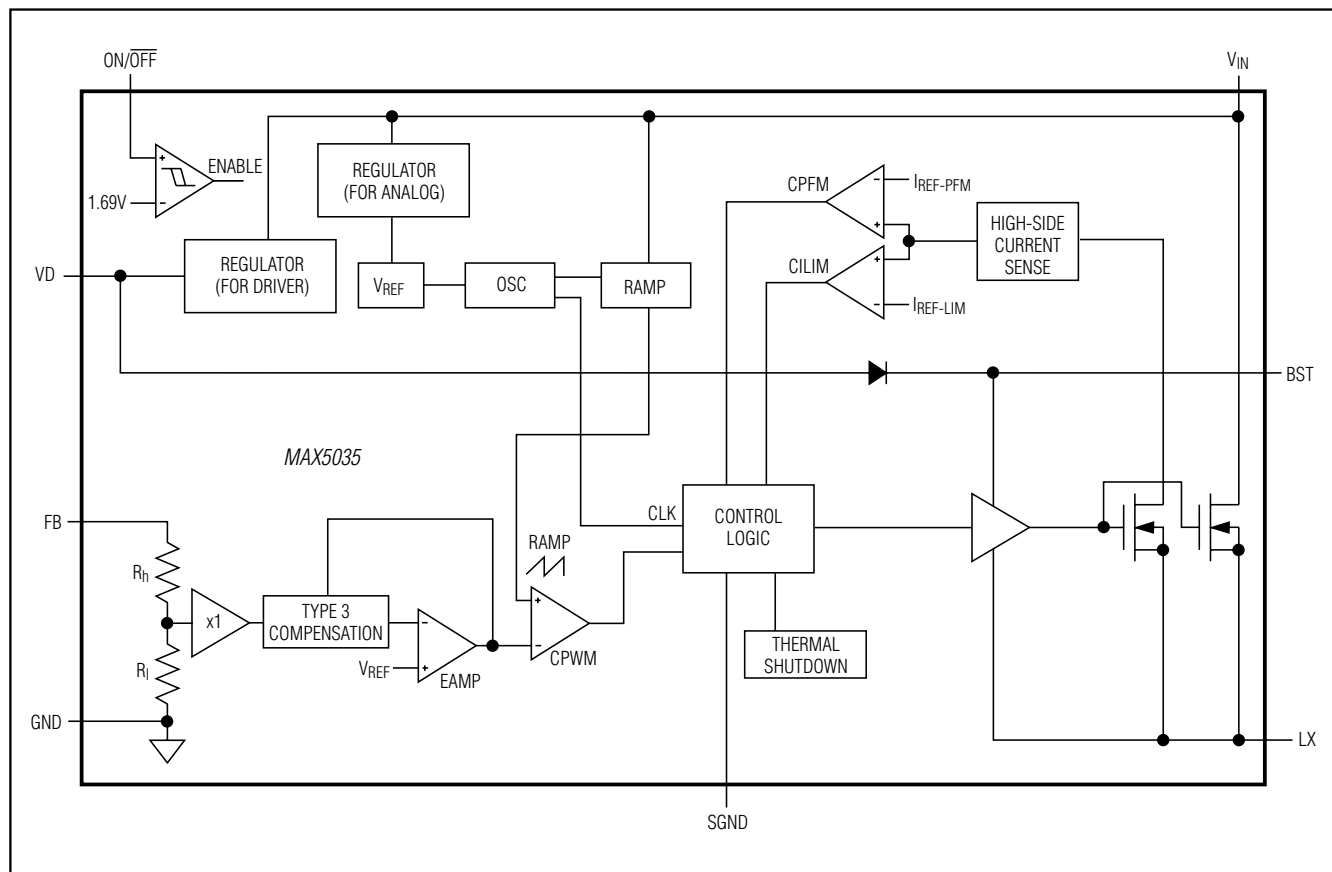 ON/OFF
VIN
ENABLE
1.69V
REGULATOR
(FOR ANALOG)
CPFM
IREF-PFM
HIGH-SIDE
CURRENT
SENSE
VD
REGULATOR
(FOR DRIVER)
VREF
OSC
RAMP
CILIM
IREF-LIM
BST
MAX5035
FB
CLK
CONTROL
LOGIC
RAMP
Rh
x1
TYPE 3
COMPENSATION
THERMAL
SHUTDOWN
VREF
EAMP
CPWM
Rl
GND
LX
SGND